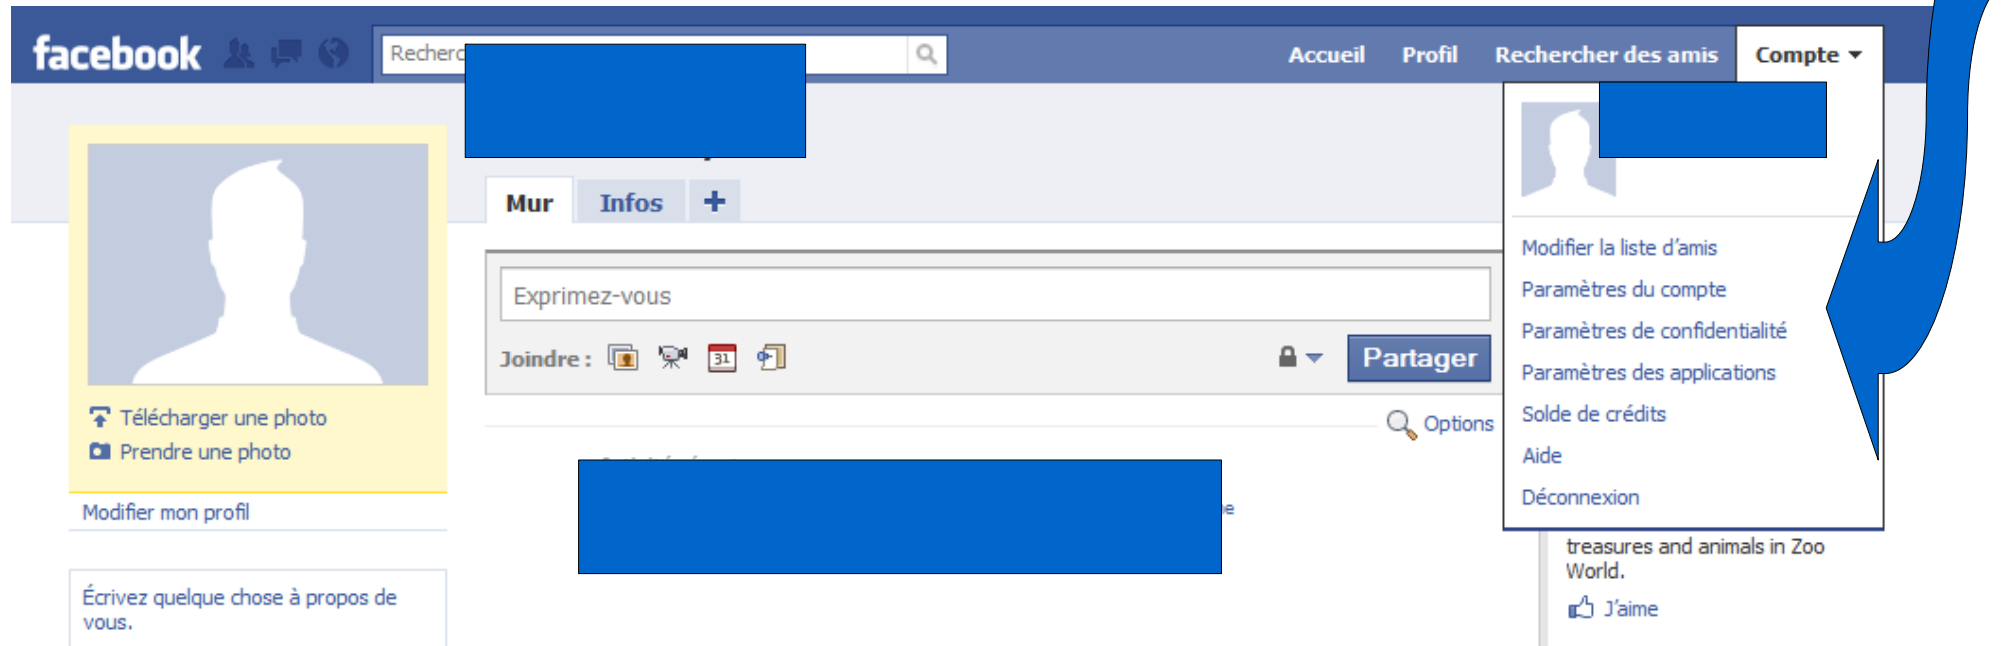 facebook
Accueil Profil Rechercher des amis Compte
Mur Infos +
Exprimez-vous
Joindre : 31 Partager
Options
Télécharger une photo
Prendre une photo
Modifier mon profil
Écrivez quelque chose à propos de
vous.
Modifier la liste d'amis
Paramètres du compte
Paramètres de confidentialité
Paramètres des applications
Solde de crédits
Aide
Déconnexion
treasures and animals in Zoo
World.
J'aime